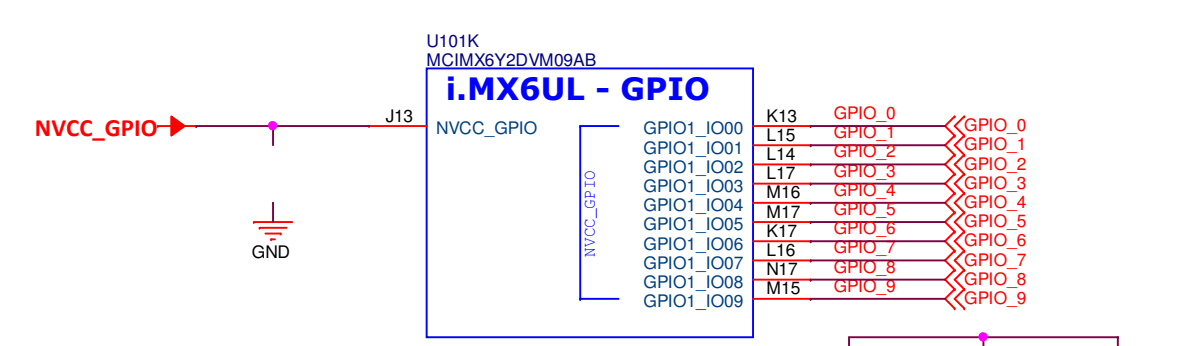 U101K
MCIMX6Y2DVM09AB
i.MX6UL - GPIO
NVCC_GPIO
J13
NVCC_GPIO
NVCC_GPIO
GPIO1_IO00 K13 GPIO_0 GPIO_0
GPIO1_IO01 L15 GPIO_1 GPIO_1
GPIO1_IO02 L14 GPIO_2 GPIO_2
GPIO1_IO03 L17 GPIO_3 GPIO_3
GPIO1_IO04 M16 GPIO_4 GPIO_4
GPIO1_IO05 M17 GPIO_5 GPIO_5
GPIO1_IO06 K17 GPIO_6 GPIO_6
GPIO1_IO07 L16 GPIO_7 GPIO_7
GPIO1_IO08 N17 GPIO_8 GPIO_8
GPIO1_IO09 M15 GPIO_9 GPIO_9
GND